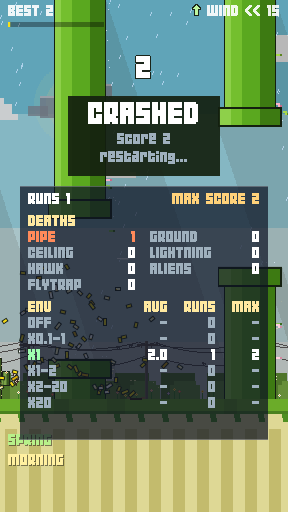 BEST 2
↑ WIND << 15
2
CRASHED
Score 2
restarting...
RUNS 1 MAX SCORE 2
DEATHS
PIPE 1 GROUND 0
CEILING 0 LIGHTNING 0
HAWK 0 ALIENS 0
FLYTRAP 0
ENV AVG RUNS MAX
OFF – 0 –
X0.1-1 – 0 –
X1 2.0 1 2
X1-2 – 0 –
X2-20 – 0 –
X20 – 0 –
SPRING
MORNING